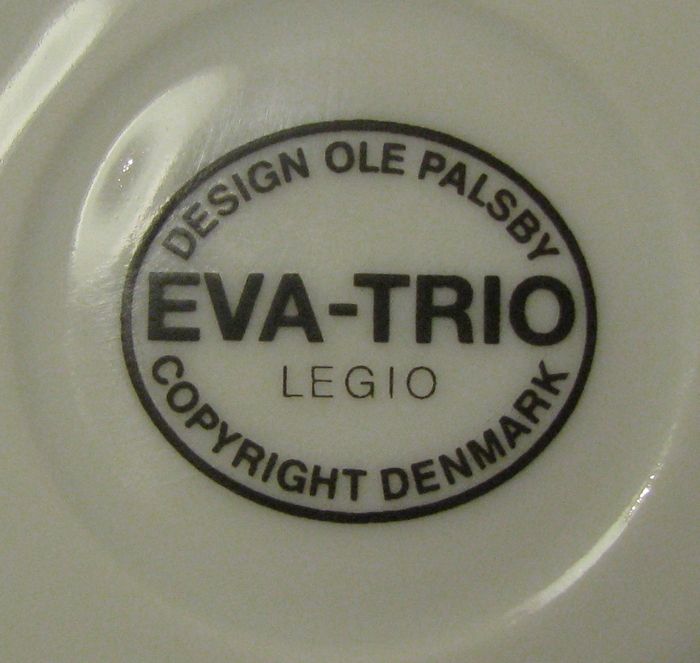 DESIGN OLE PALSBY
EVA-TRIO
LEGIO
COPYRIGHT DENMARK